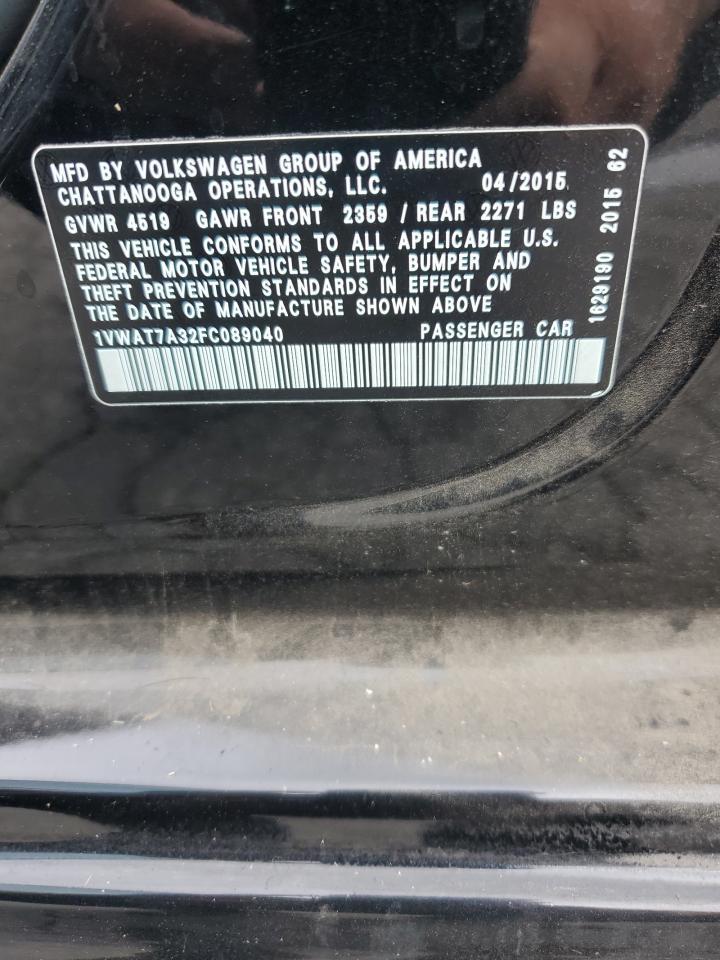 MFD BY VOLKSWAGEN GROUP OF AMERICA
CHATTANOOGA OPERATIONS, LLC. 04/2015
GVWR 4519 GAWR FRONT 2359 / REAR 2271 LBS
THIS VEHICLE CONFORMS TO ALL APPLICABLE U.S.
FEDERAL MOTOR VEHICLE SAFETY, BUMPER AND
THEFT PREVENTION STANDARDS IN EFFECT ON
THE DATE OF MANUFACTURE SHOWN ABOVE
1VWAT7A32FC089040 PASSENGER CAR
1629190 2015 62